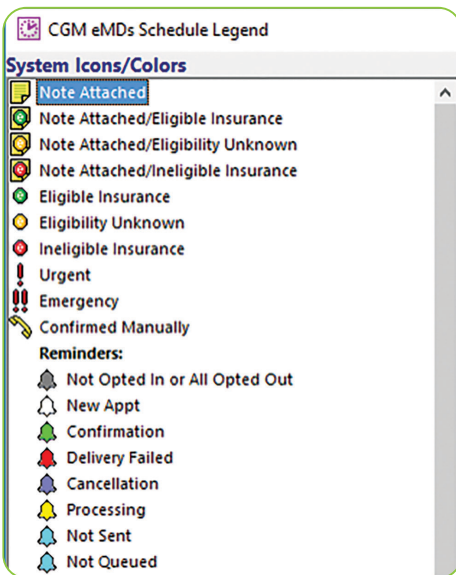 CGM eMDs Schedule Legend
System Icons/Colors
Note Attached
Note Attached/Eligible Insurance
Note Attached/Eligibility Unknown
Note Attached/Ineligible Insurance
Eligible Insurance
Eligibility Unknown
Ineligible Insurance
Urgent
Emergency
Confirmed Manually
Reminders:
Not Opted In or All Opted Out
New Appt
Confirmation
Delivery Failed
Cancellation
Processing
Not Sent
Not Queued